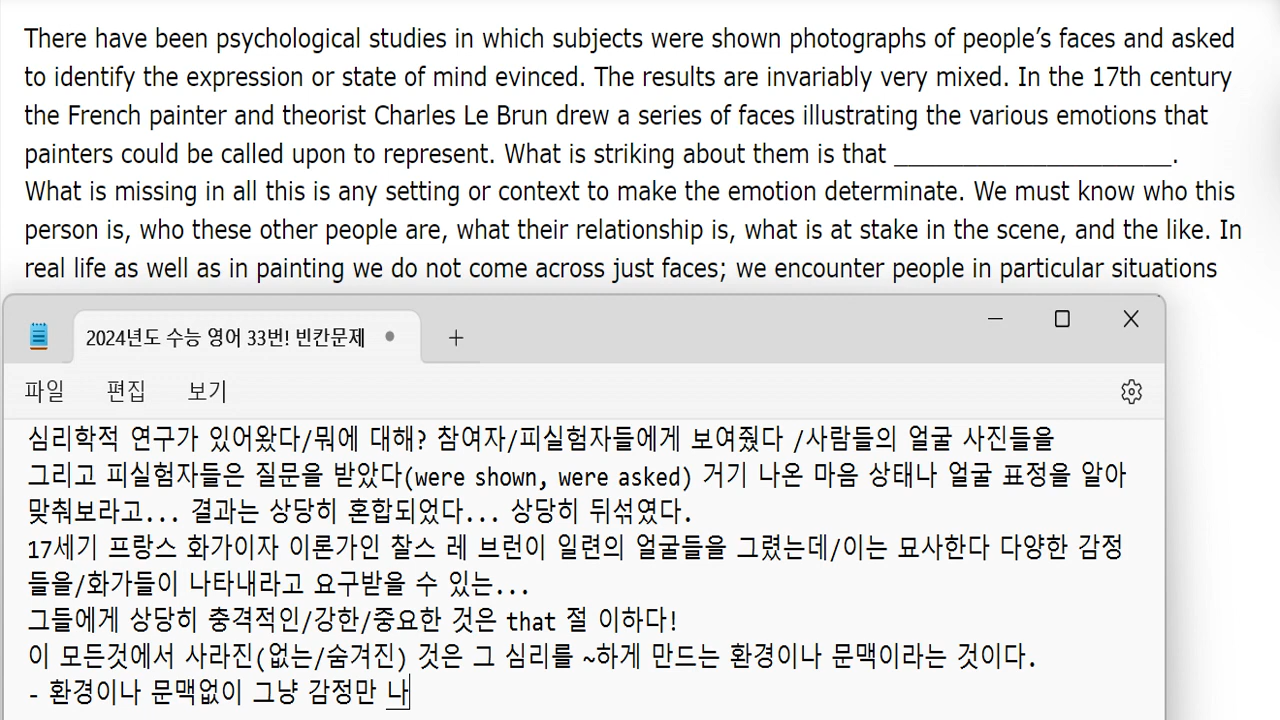 There have been psychological studies in which subjects were shown photographs of people’s faces and asked
to identify the expression or state of mind evinced. The results are invariably very mixed. In the 17th century
the French painter and theorist Charles Le Brun drew a series of faces illustrating the various emotions that
painters could be called upon to represent. What is striking about them is that ______________________.
What is missing in all this is any setting or context to make the emotion determinate. We must know who this
person is, who these other people are, what their relationship is, what is at stake in the scene, and the like. In
real life as well as in painting we do not come across just faces; we encounter people in particular situations
2024년도 수능 영어 33번! 빈칸문제
파일 편집 보기
심리학적 연구가 있어왔다/뭐에 대해? 참여자/피실험자들에게 보여줬다 /사람들의 얼굴 사진들을
그리고 피실험자들은 질문을 받았다(were shown, were asked) 거기 나온 마음 상태나 얼굴 표정을 알아
맞춰보라고... 결과는 상당히 혼합되었다... 상당히 뒤섞였다.
17세기 프랑스 화가이자 이론가인 찰스 레 브런이 일련의 얼굴들을 그렸는데/이는 묘사한다 다양한 감정
들을/화가들이 나타내라고 요구받을 수 있는...
그들에게 상당히 충격적인/강한/중요한 것은 that 절 이하다!
이 모든것에서 사라진(없는/숨겨진) 것은 그 심리를 ~하게 만드는 환경이나 문맥이라는 것이다.
- 환경이나 문맥없이 그냥 감정만 나